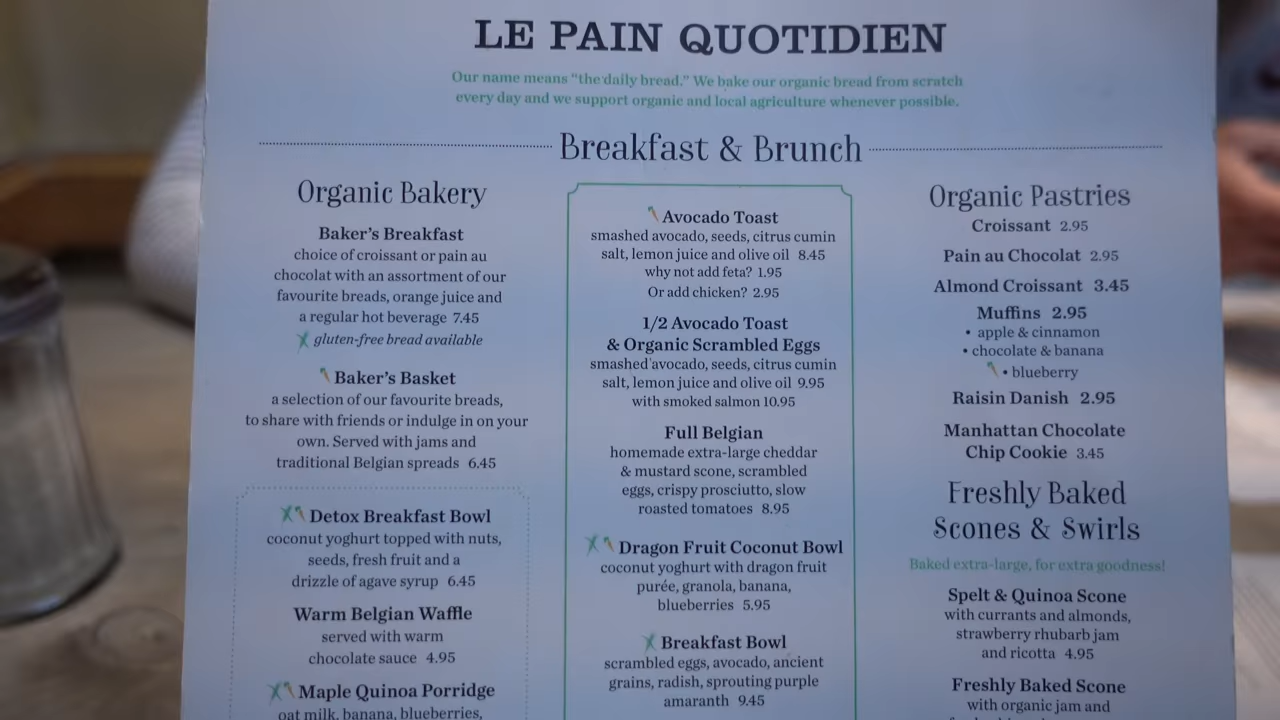 LE PAIN QUOTIDIEN
Our name means "the daily bread." We bake our organic bread from scratch
every day and we support organic and local agriculture whenever possible.
Breakfast & Brunch
Organic Bakery
Baker's Breakfast
choice of croissant or pain au
chocolat with an assortment of our
favourite breads, orange juice and
a regular hot beverage 7.45
gluten-free bread available
Baker's Basket
a selection of our favourite breads,
to share with friends or indulge in on your
own. Served with jams and
traditional Belgian spreads 6.45
Detox Breakfast Bowl
coconut yoghurt topped with nuts,
seeds, fresh fruit and a
drizzle of agave syrup 6.45
Warm Belgian Waffle
served with warm
chocolate sauce 4.95
Maple Quinoa Porridge
oat milk, banana, blueberries,
Avocado Toast
smashed avocado, seeds, citrus cumin
salt, lemon juice and olive oil 8.45
why not add feta? 1.95
Or add chicken? 2.95
1/2 Avocado Toast
& Organic Scrambled Eggs
smashed avocado, seeds, citrus cumin
salt, lemon juice and olive oil 9.95
with smoked salmon 10.95
Full Belgian
homemade extra-large cheddar
& mustard scone, scrambled
eggs, crispy prosciutto, slow
roasted tomatoes 8.95
Dragon Fruit Coconut Bowl
coconut yoghurt with dragon fruit
purée, granola, banana,
blueberries 5.95
Breakfast Bowl
scrambled eggs, avocado, ancient
grains, radish, sprouting purple
amaranth 9.45
Organic Pastries
Croissant 2.95
Pain au Chocolat 2.95
Almond Croissant 3.45
Muffins 2.95
• apple & cinnamon
• chocolate & banana
• blueberry
Raisin Danish 2.95
Manhattan Chocolate
Chip Cookie 3.45
Freshly Baked
Scones & Swirls
Baked extra-large, for extra goodness!
Spelt & Quinoa Scone
with currants and almonds,
strawberry rhubarb jam
and ricotta 4.95
Freshly Baked Scone
with organic jam and